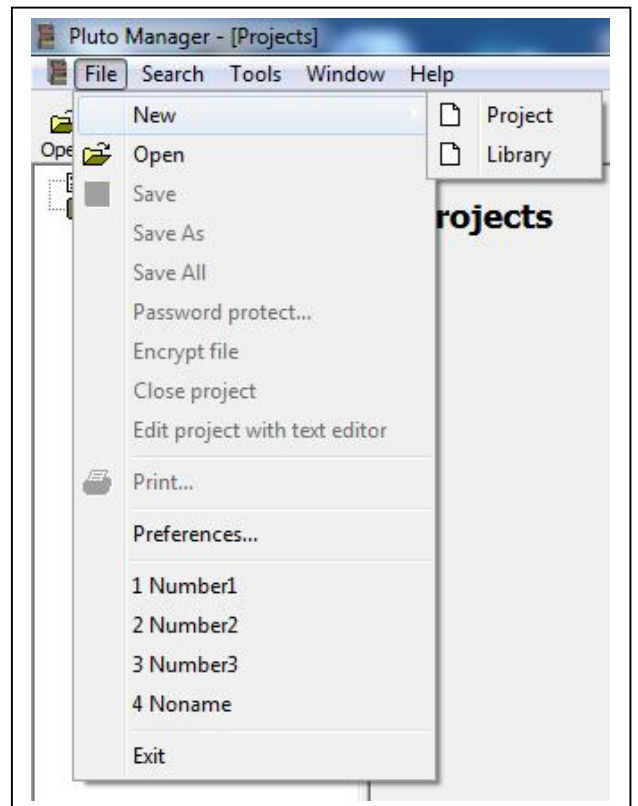 Pluto Manager - [Projects]
File Search Tools Window Help
New
Project
Library
Ope
Open
Save
Save As
Save All
Password protect...
Encrypt file
Close project
Edit project with text editor
Print...
Preferences...
1 Number1
2 Number2
3 Number3
4 Noname
Exit
rojects